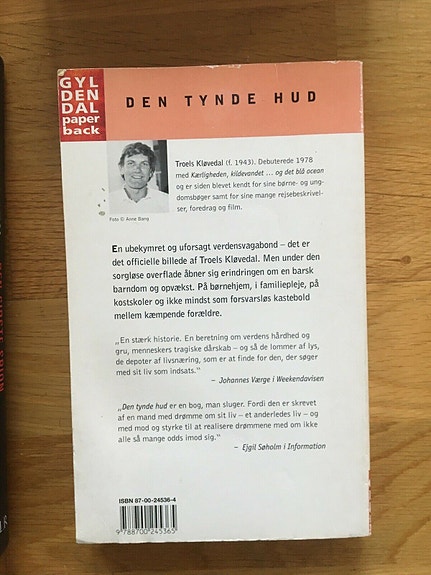 GYL
DEN
DAL
paper
back
DEN TYNDE HUD
Troels Kløvedal (f. 1943). Debuterede 1978
med Kærligheden, kildevandet ... og det blå ocean
og er siden blevet kendt for sine børne- og ung-
domsbøger samt for sine mange rejsebeskrivel-
ser, foredrag og film.
Foto © Anne Bang
En ubekymret og uforsagt verdensvagabond – det er
det officielle billede af Troels Kløvedal. Men under den
sorgløse overflade åbner sig erindringen om en barsk
barndom og opvækst. På børnehjem, i familiepleje, på
kostskoler og ikke mindst som forsvarsløs kastebold
mellem kæmpende forældre.
„En stærk historie. En beretning om verdens hårdhed og
gru, menneskers tragiske dårskab – og så de lommer af lys,
de depoter af livsnæring, som er at finde for den, der søger
med sit liv som indsats.“
– Johannes Værge i Weekendavisen
„Den tynde hud er en bog, man sluger. Fordi den er skrevet
af en mand med drømme om sit liv – et anderledes liv – og
med mod og styrke til at realisere drømmene med om ikke
alle så mange odds imod sig.“
– Ejgil Søholm i Information
ISBN 87-00-24536-4
9 788700 245365